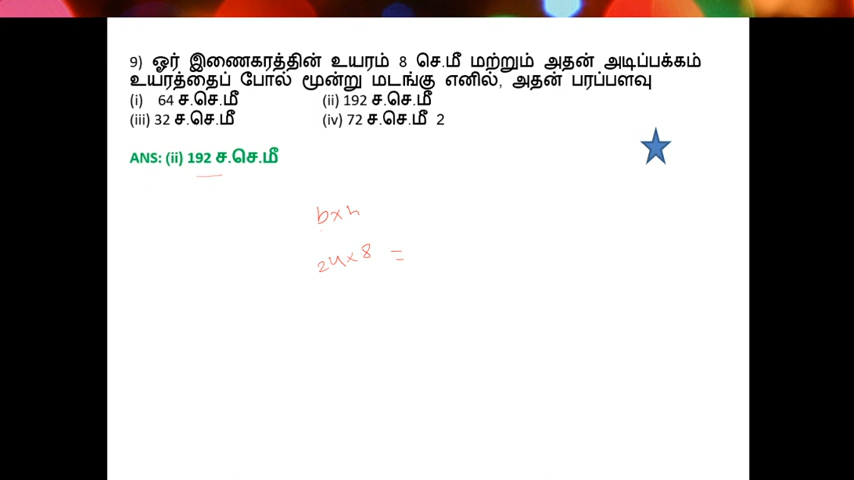 9) ஓர் இணைகரத்தின் உயரம் 8 செ.மீ மற்றும் அதன் அடிப்பக்கம்
உயரத்தைப் போல் மூன்று மடங்கு எனில், அதன் பரப்பளவு
(i) 64 ச.செ.மீ (ii) 192 ச.செ.மீ
(iii) 32 ச.செ.மீ (iv) 72 ச.செ.மீ 2
ANS: (ii) 192 ச.செ.மீ
b×h
24×8 =